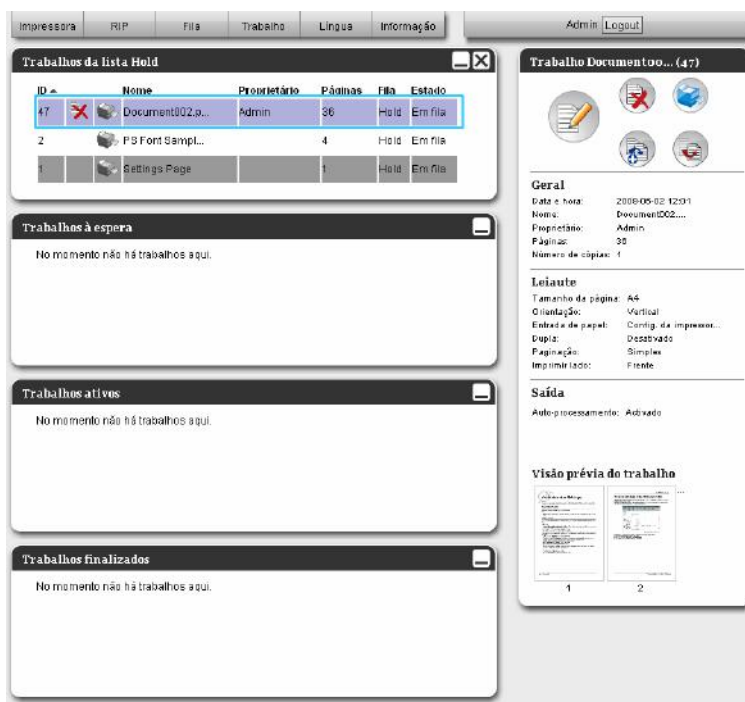 Impressora RIP Fila Trabalho Língua Informação
Admin Logout
Trabalhos da lista Hold
ID Nome Proprietário Páginas Fila Estado
47 Document002.p... Admin 36 Hold Em fila
2 PS Font Sampl... 4 Hold Em fila
1 Settings Page 1 Hold Em fila
Trabalhos à espera
No momento não há trabalhos aqui.
Trabalhos ativos
No momento não há trabalhos aqui.
Trabalhos finalizados
No momento não há trabalhos aqui.
Trabalho Document00... (47)
Geral
Data e hora: 2008-06-02 12:01
Nome: Document002....
Proprietário: Admin
Páginas: 36
Número de cópias: 1
Leiaute
Tamanho da página: A4
Orientação: Vertical
Entrada de papel: Config. da impressor...
Dupla: Desativado
Paginação: Simples
Imprimir lado: Frente
Saída
Auto-processamento: Activado
Visão prévia do trabalho
...
1 2